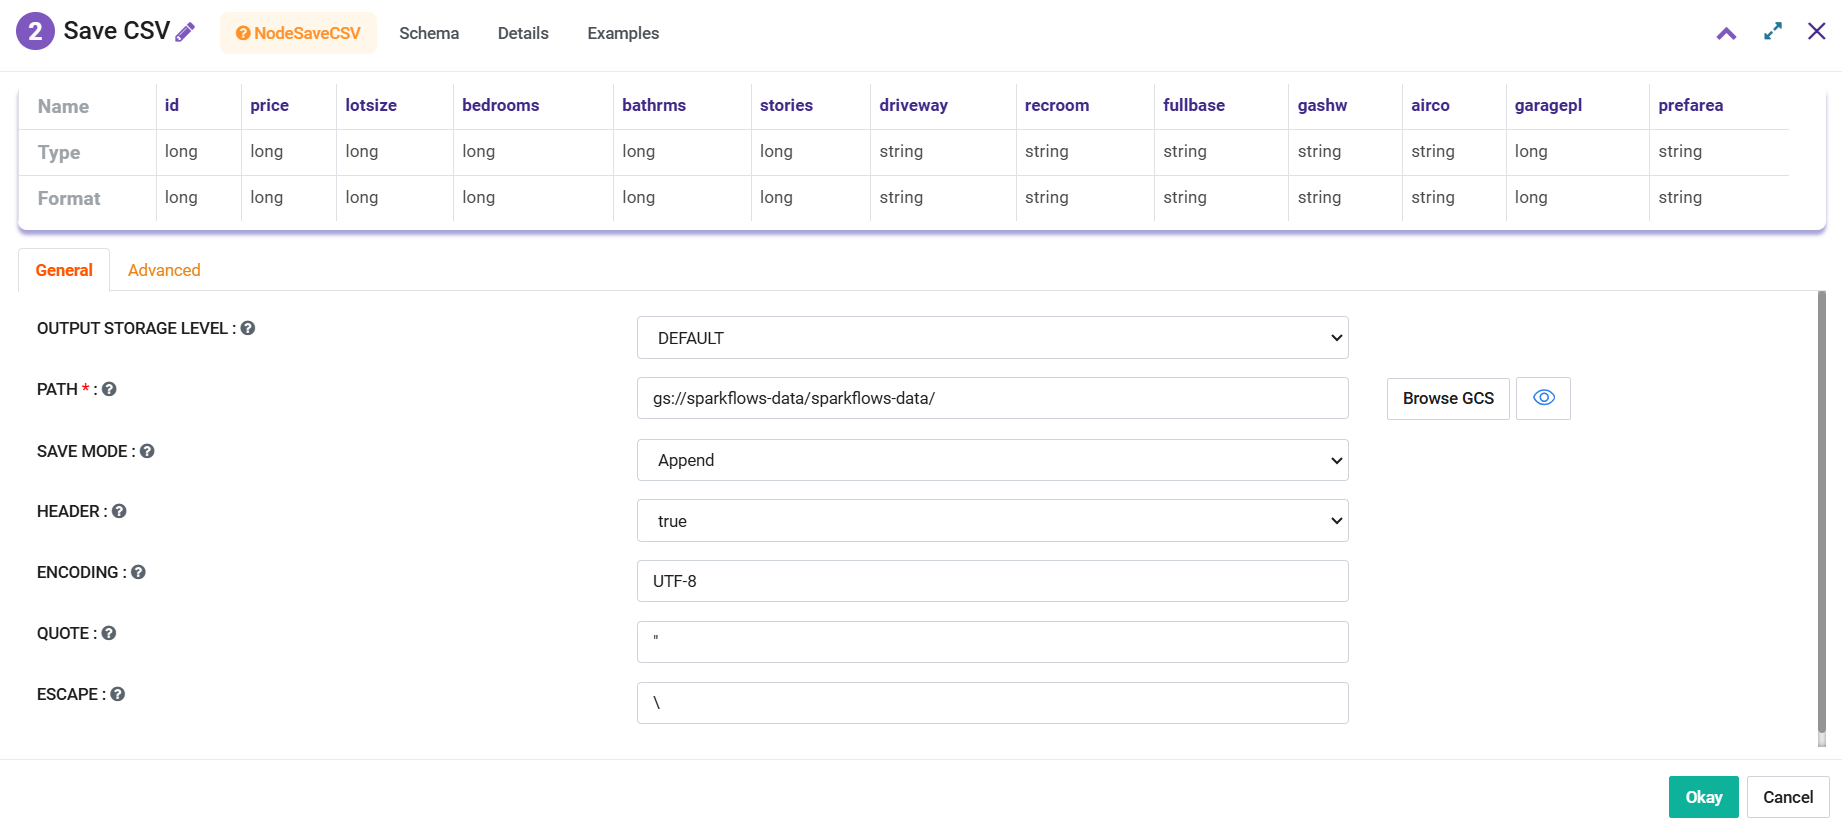 2 Save CSV NodeSaveCSV Schema Details Examples
Name id price lotsize bedrooms bathrms stories driveway recroom fullbase gashw airco garagepl prefarea
Type long long long long long long string string string string string long string
Format long long long long long long string string string string string long string
General Advanced
OUTPUT STORAGE LEVEL : DEFAULT
PATH * : gs://sparkflows-data/sparkflows-data/ Browse GCS
SAVE MODE : Append
HEADER : true
ENCODING : UTF-8
QUOTE : "
ESCAPE : \
Okay Cancel